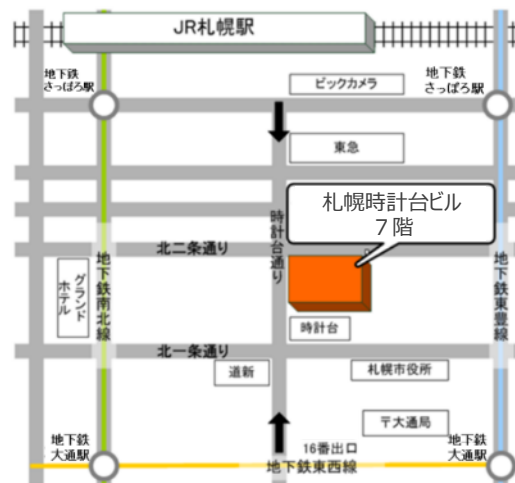 JR札幌駅
地下鉄
さっぽろ駅
ビックカメラ
地下鉄
さっぽろ駅
東急
札幌時計台ビル
７階
時計台通り
北二条通り
グランド
ホテル
地下鉄南北線
地下鉄東豊線
時計台
北一条通り
道新
札幌市役所
〒大通局
地下鉄
大通駅
16番出口
地下鉄東西線
地下鉄
大通駅